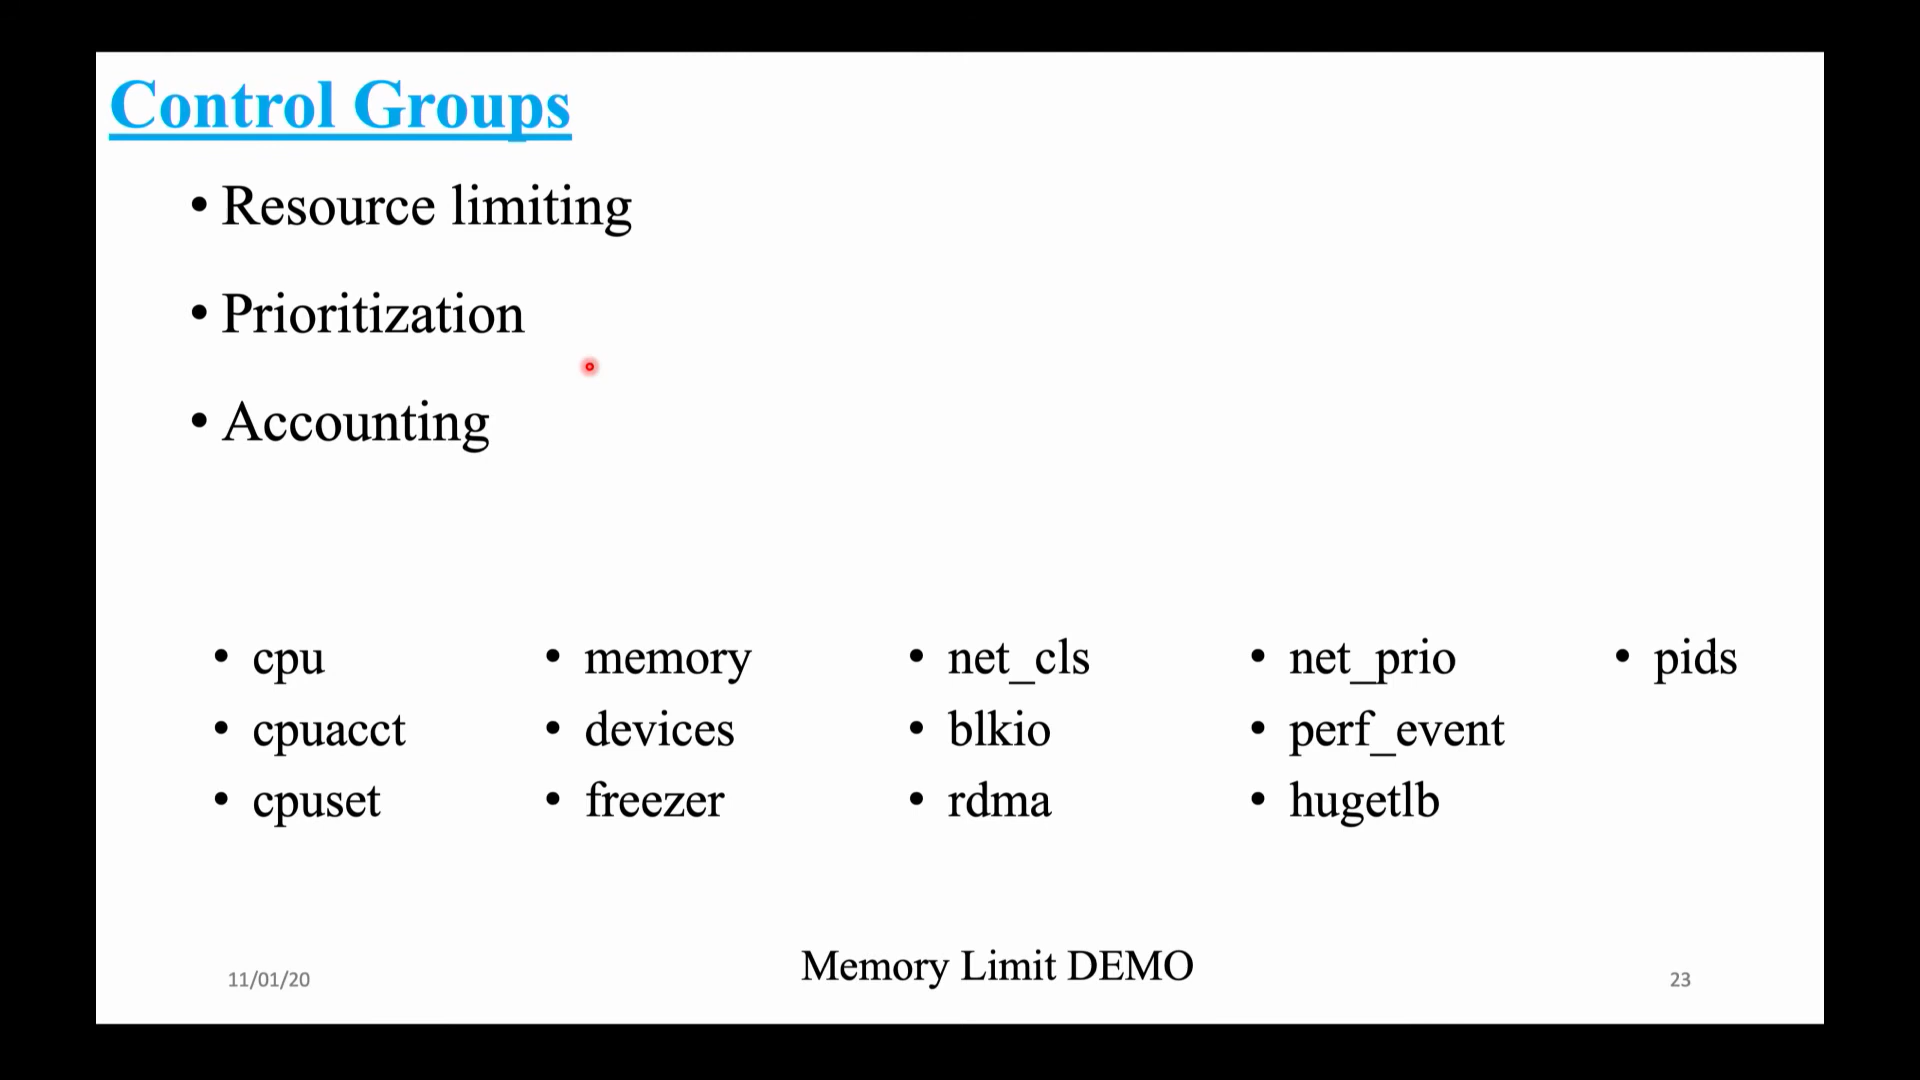 Control Groups
• Resource limiting
• Prioritization
• Accounting
• cpu • memory • net_cls • net_prio • pids
• cpuacct • devices • blkio • perf_event
• cpuset • freezer • rdma • hugetlb
Memory Limit DEMO
11/01/20
23